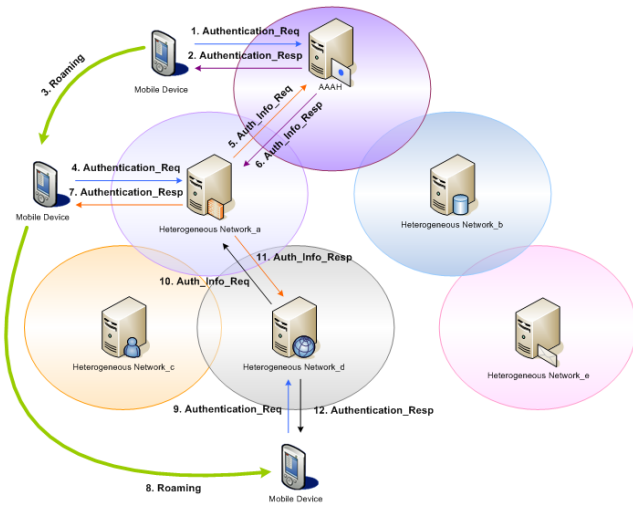 1. Authentication_Req
2. Authentication_Resp
3. Roaming
Mobile Device
AAAH
5. Auth_Info_Req
6. Auth_Info_Resp
4. Authentication_Req
7. Authentication_Resp
Mobile Device
Heterogeneous Network_a
Heterogeneous Network_b
11. Auth_Info_Resp
10. Auth_Info_Req
Heterogeneous Network_c
Heterogeneous Network_d
Heterogeneous Network_e
9. Authentication_Req
12. Authentication_Resp
8. Roaming
Mobile Device